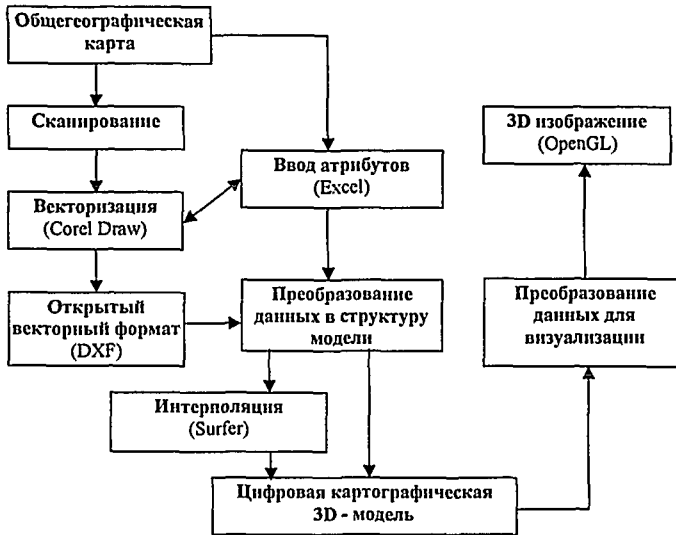 Общегеографическая
карта
Сканирование
3D изображение
(OpenGL)
Ввод атрибутов
(Excel)
Векторизация
(Corel Draw)
Открытый
векторный формат
(DXF)
Преобразование
данных в структуру
модели
Преобразование
данных для
визуализации
Интерполяция
(Surfer)
Цифровая картографическая
3D - модель